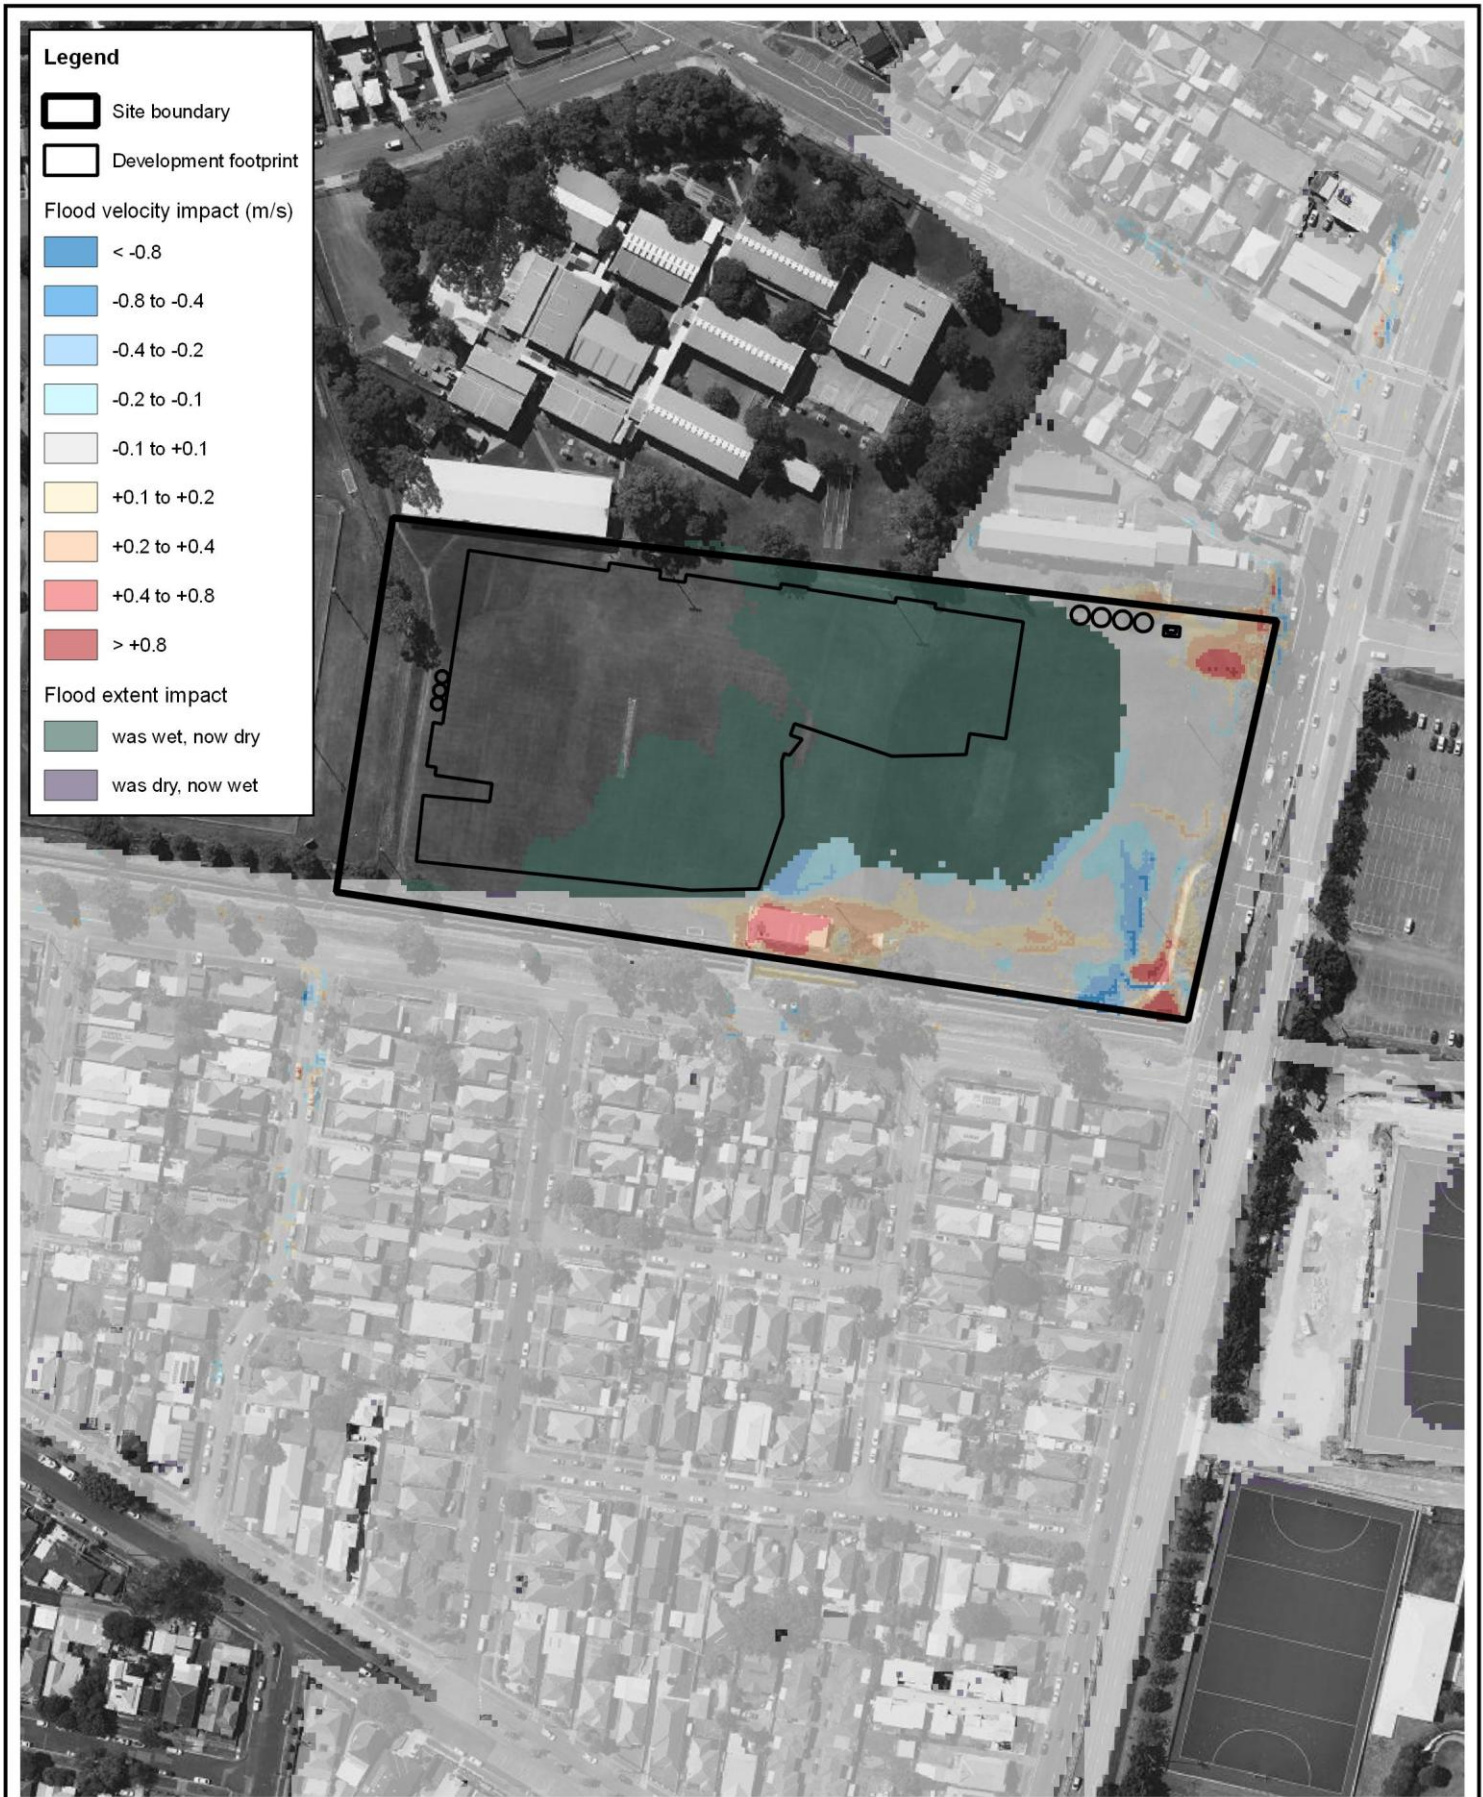 Legend
Site boundary
Development footprint
Flood velocity impact (m/s)
< -0.8
-0.8 to -0.4
-0.4 to -0.2
-0.2 to -0.1
-0.1 to +0.1
+0.1 to +0.2
+0.2 to +0.4
+0.4 to +0.8
> +0.8
Flood extent impact
was wet, now dry
was dry, now wet